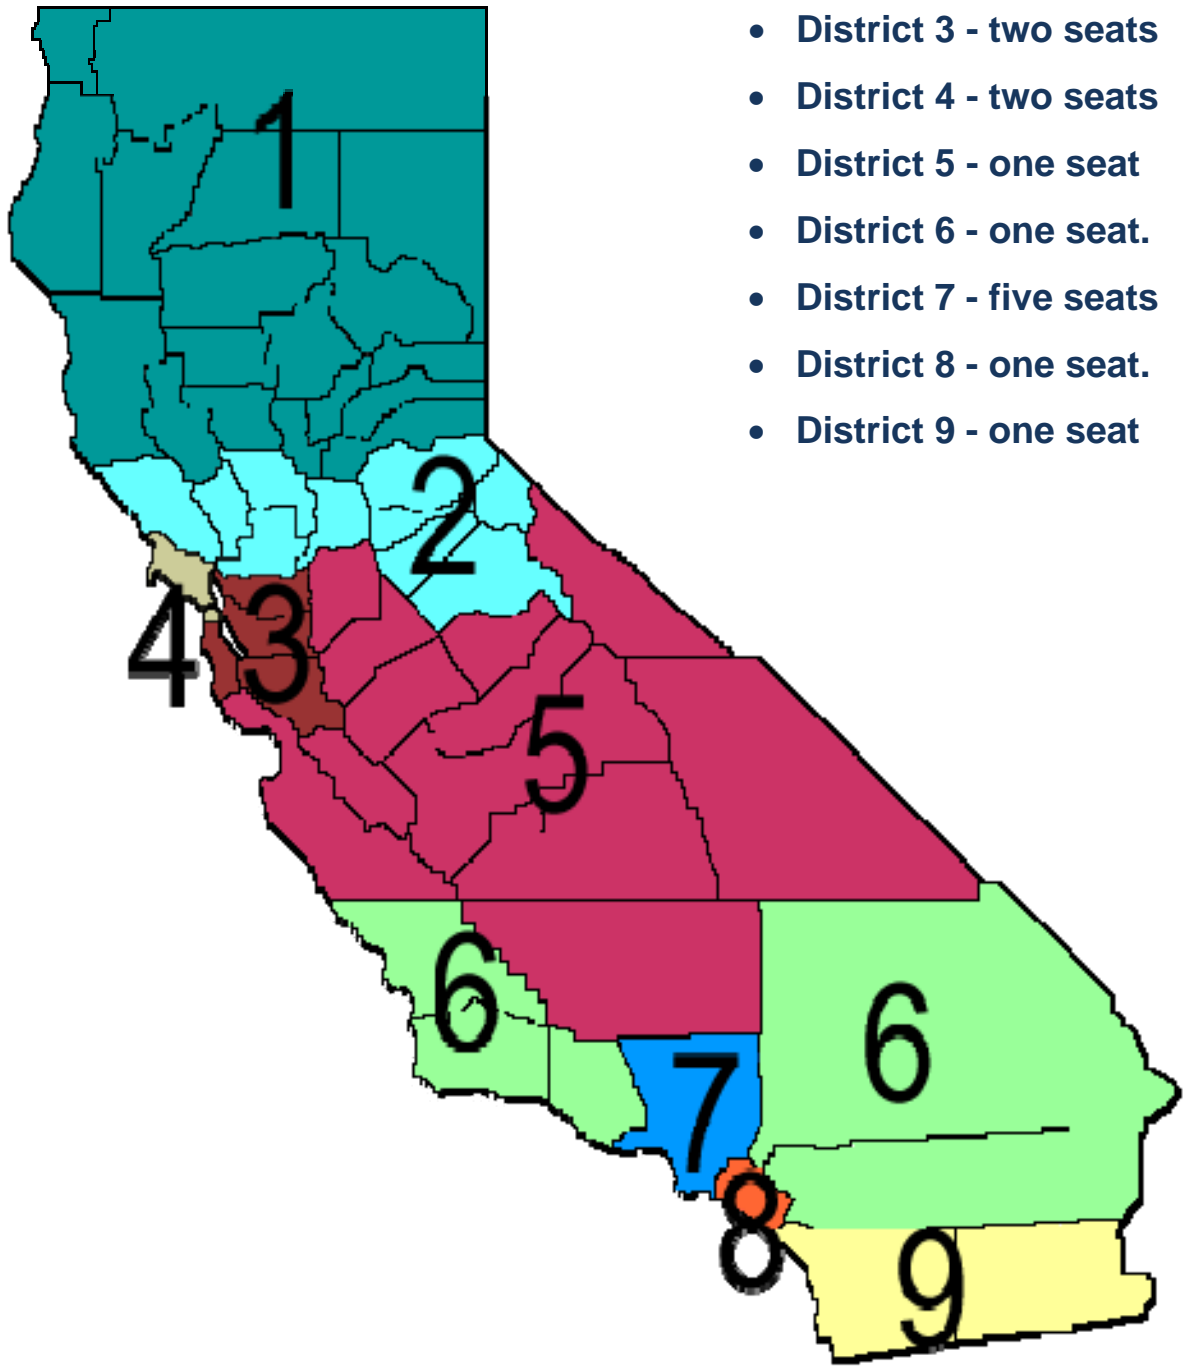 • District 3 - two seats
• District 4 - two seats
• District 5 - one seat
• District 6 - one seat.
• District 7 - five seats
• District 8 - one seat.
• District 9 - one seat
1
2
3
4
5
6
6
7
8
9